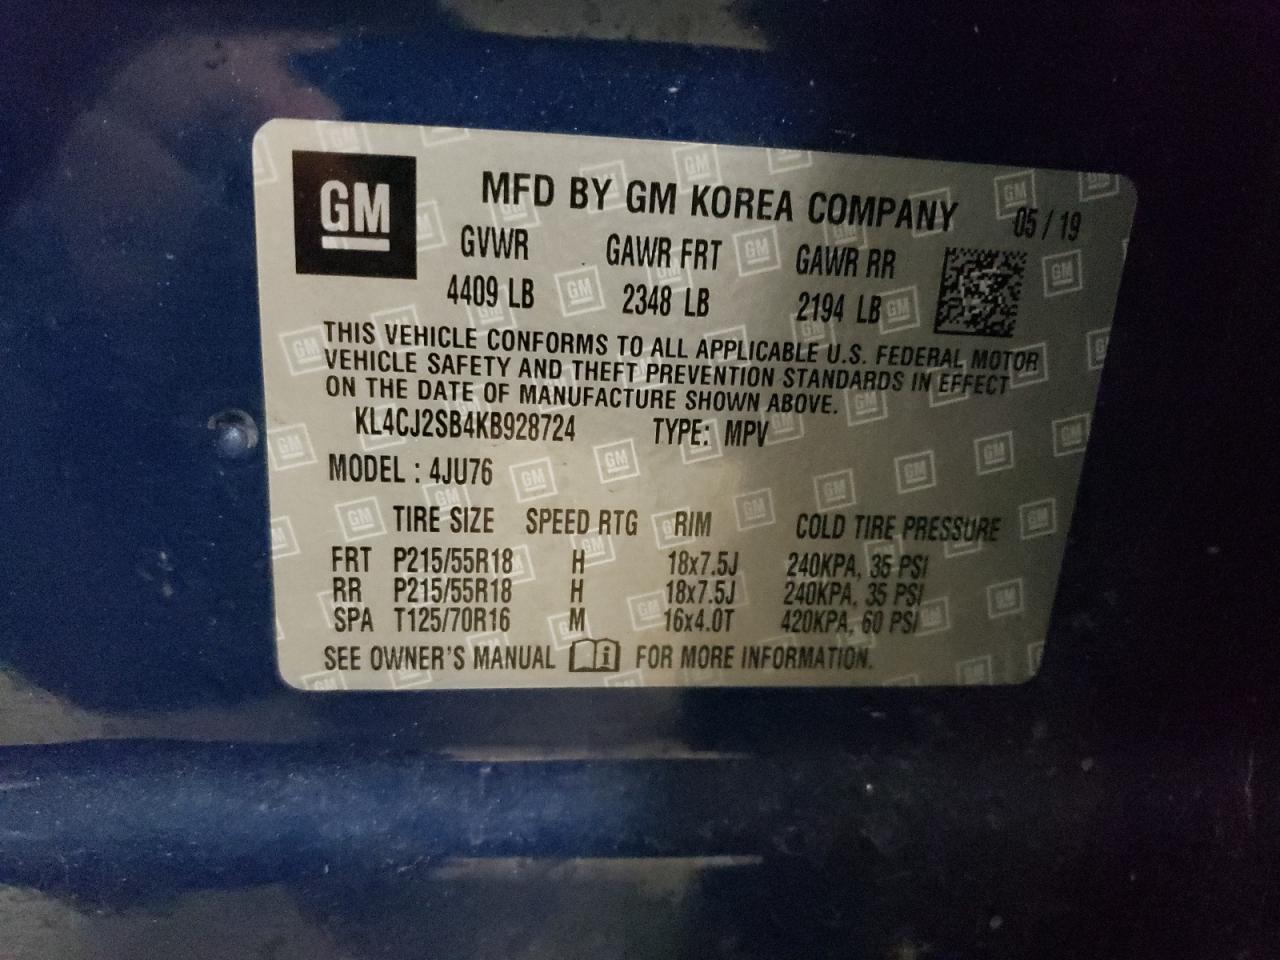 GM
MFD BY GM KOREA COMPANY 05 / 19
GVWR GAWR FRT GAWR RR
4409 LB 2348 LB 2194 LB
THIS VEHICLE CONFORMS TO ALL APPLICABLE U.S. FEDERAL MOTOR
VEHICLE SAFETY AND THEFT PREVENTION STANDARDS IN EFFECT
ON THE DATE OF MANUFACTURE SHOWN ABOVE.
KL4CJ2SB4KB928724 TYPE: MPV
MODEL : 4JU76
TIRE SIZE SPEED RTG RIM COLD TIRE PRESSURE
FRT P215/55R18 H 18x7.5J 240KPA, 35 PSI
RR P215/55R18 H 18x7.5J 240KPA, 35 PSI
SPA T125/70R16 M 16x4.0T 420KPA, 60 PSI
SEE OWNER'S MANUAL i FOR MORE INFORMATION.